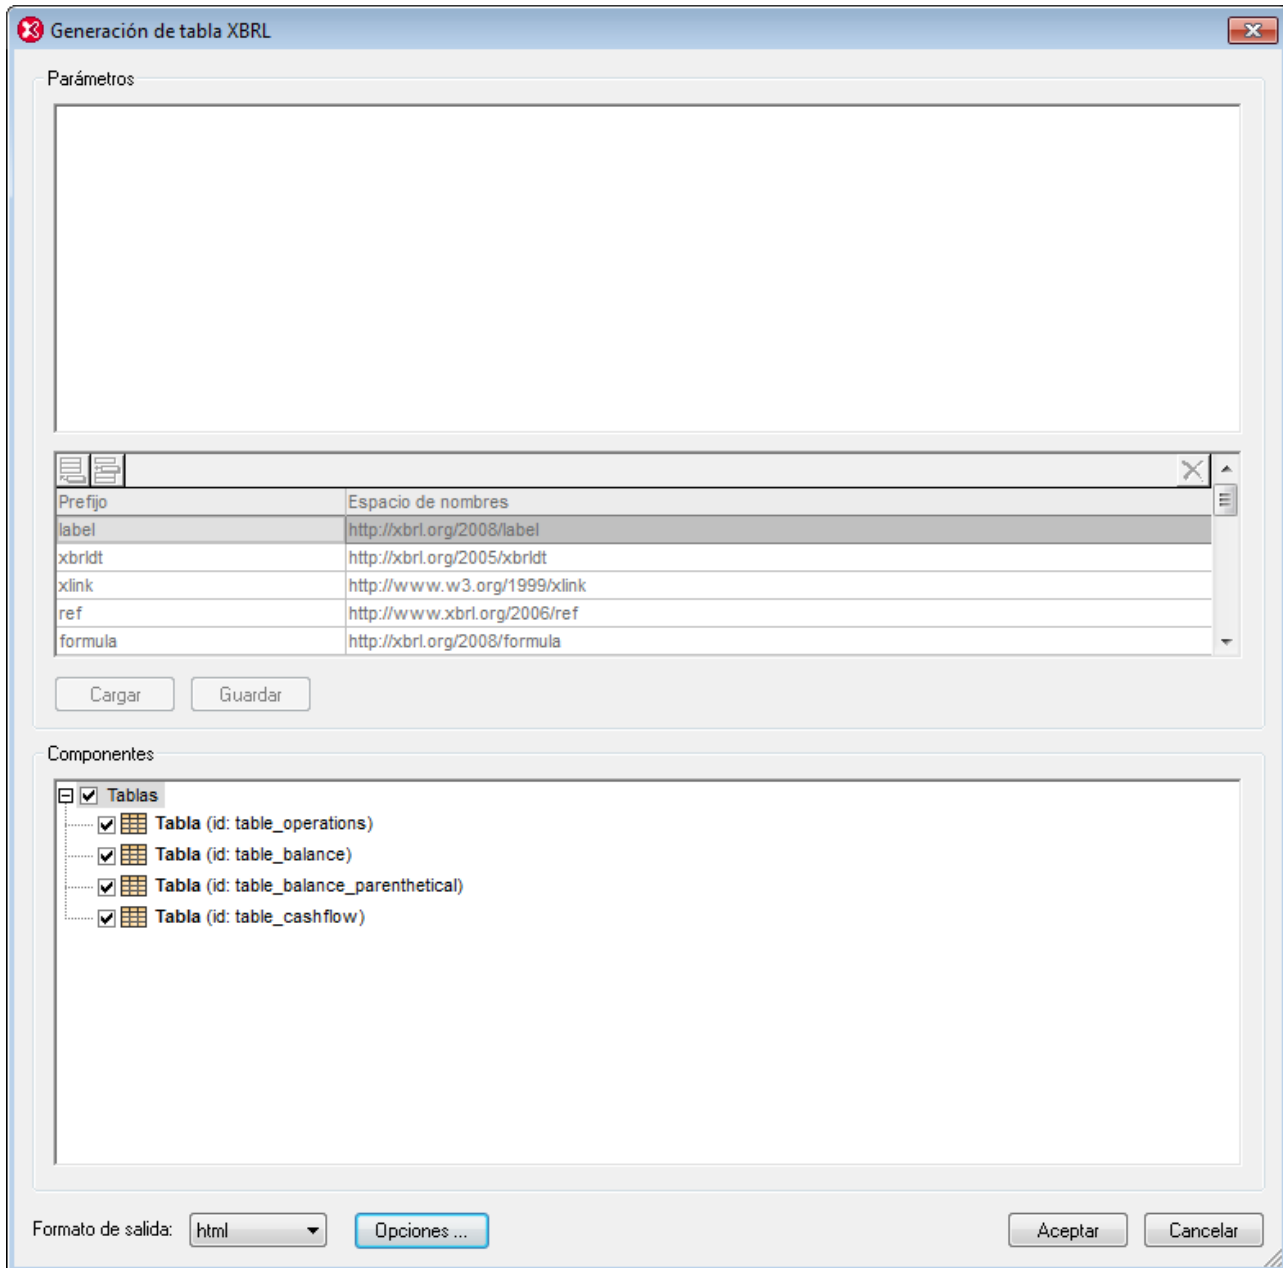 Generación de tabla XBRL
Parámetros
Prefijo Espacio de nombres
label http://xbrl.org/2008/label
xbrldt http://xbrl.org/2005/xbrldt
xlink http://www.w3.org/1999/xlink
ref http://www.xbrl.org/2006/ref
formula http://xbrl.org/2008/formula
Cargar Guardar
Componentes
Tablas
Tabla (id: table_operations)
Tabla (id: table_balance)
Tabla (id: table_balance_parenthetical)
Tabla (id: table_cashflow)
Formato de salida: html Opciones ... Aceptar Cancelar